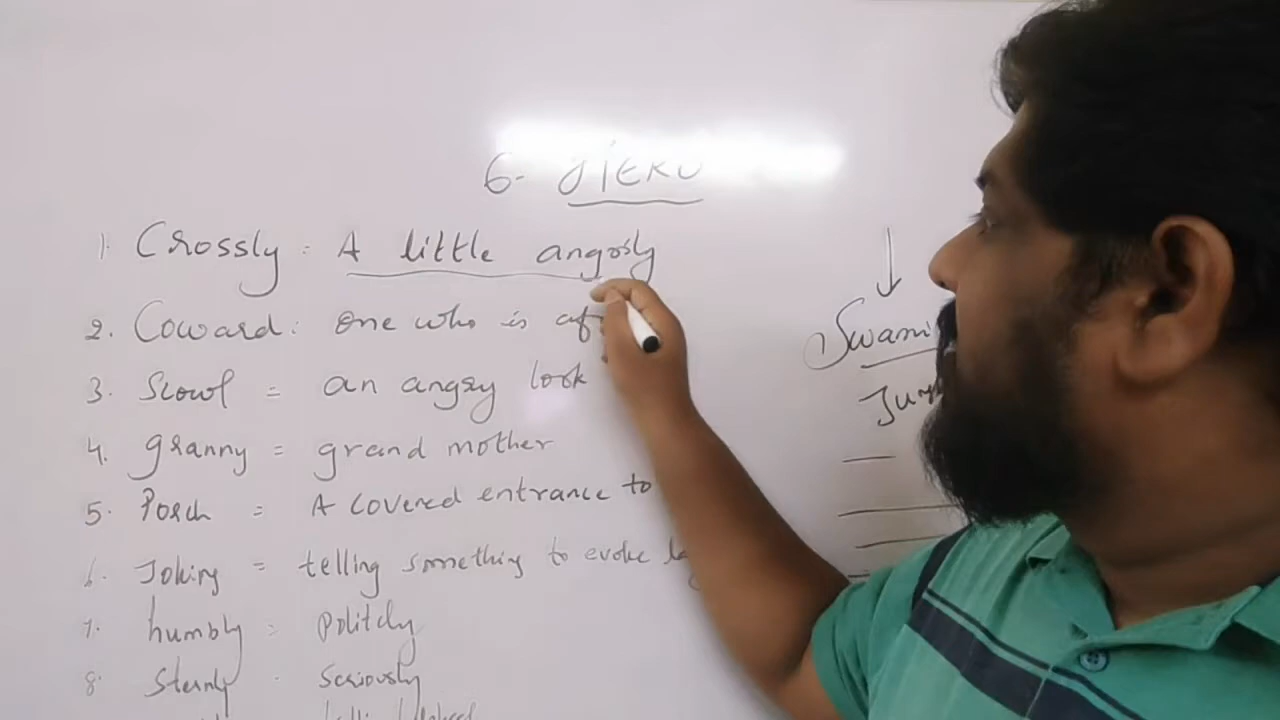 6- JIEKU
1. Crossly : A little angrily
2. Coward : One who is
3. Scowl = an angry look
4. granny = grand mother
5. Porch = A covered entrance to
6. Joking = telling something to evoke
7. humbly = politely
8. Sternly - Seriously
Swami